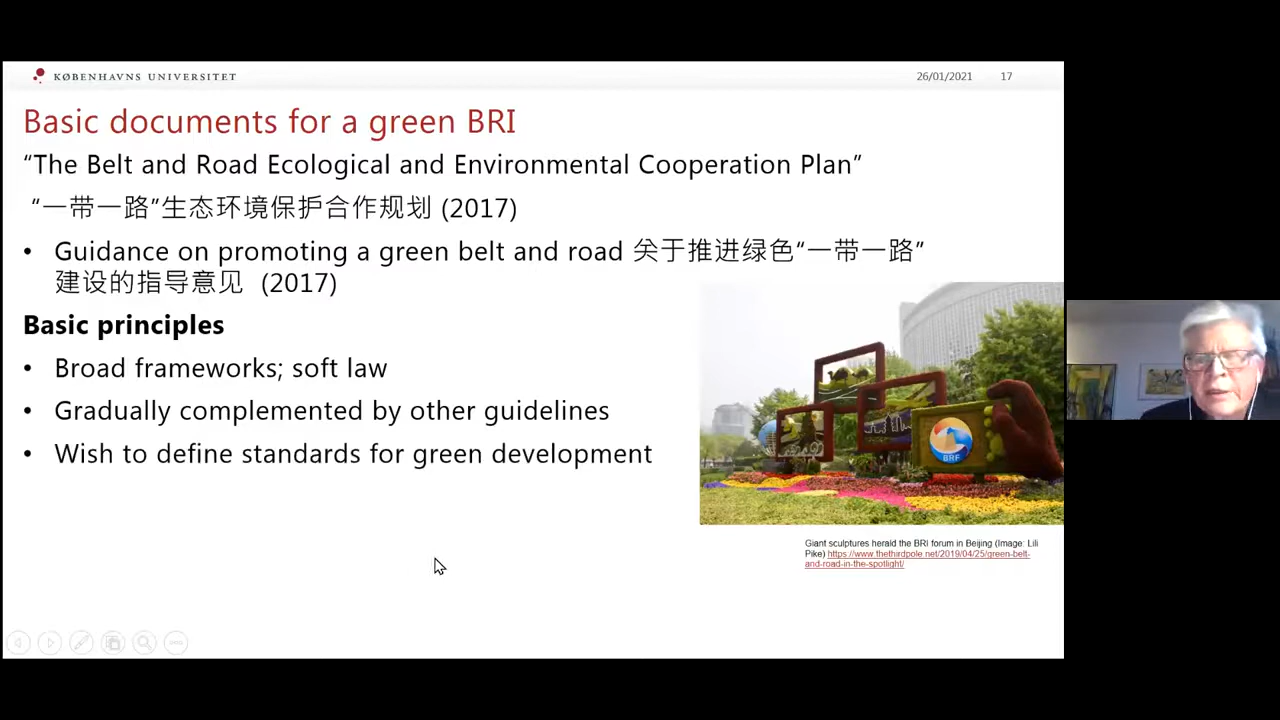 KØBENHAVNS UNIVERSITET
26/01/2021 17
Basic documents for a green BRI
“The Belt and Road Ecological and Environmental Cooperation Plan”
“一带一路”生态环境保护合作规划 (2017)
• Guidance on promoting a green belt and road 关于推进绿色“一带一路”
建设的指导意见 (2017)
Basic principles
• Broad frameworks; soft law
• Gradually complemented by other guidelines
• Wish to define standards for green development
BRF
Giant sculptures herald the BRI forum in Beijing (Image: Lili
Pike) https://www.thethirdpole.net/2019/04/25/green-belt-
and-road-in-the-spotlight/